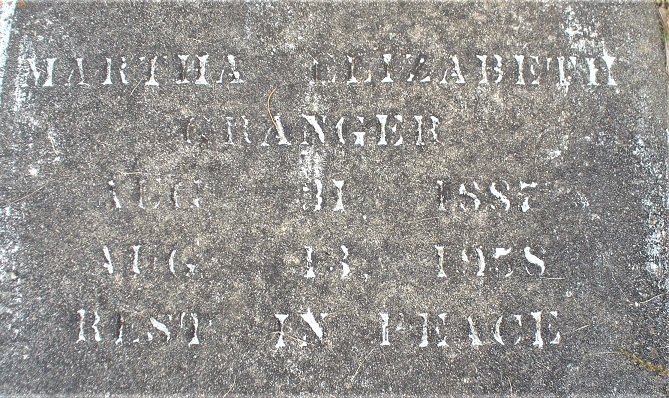 MARTHA ELIZABETH
GRANGER
AUG 31, 1887
AUG 13, 1958
REST IN PEACE